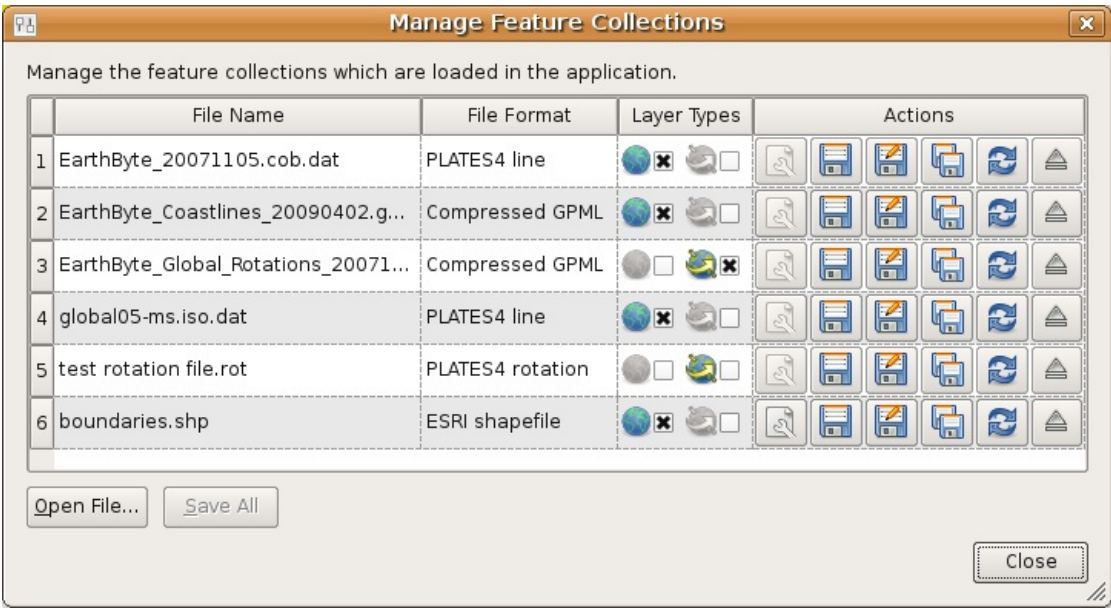 Manage Feature Collections
Manage the feature collections which are loaded in the application.
File Name File Format Layer Types Actions
1 EarthByte_20071105.cob.dat PLATES4 line
2 EarthByte_Coastlines_20090402.g... Compressed GPML
3 EarthByte_Global_Rotations_20071... Compressed GPML
4 global05-ms.iso.dat PLATES4 line
5 test rotation file.rot PLATES4 rotation
6 boundaries.shp ESRI shapefile
Open File... Save All
Close